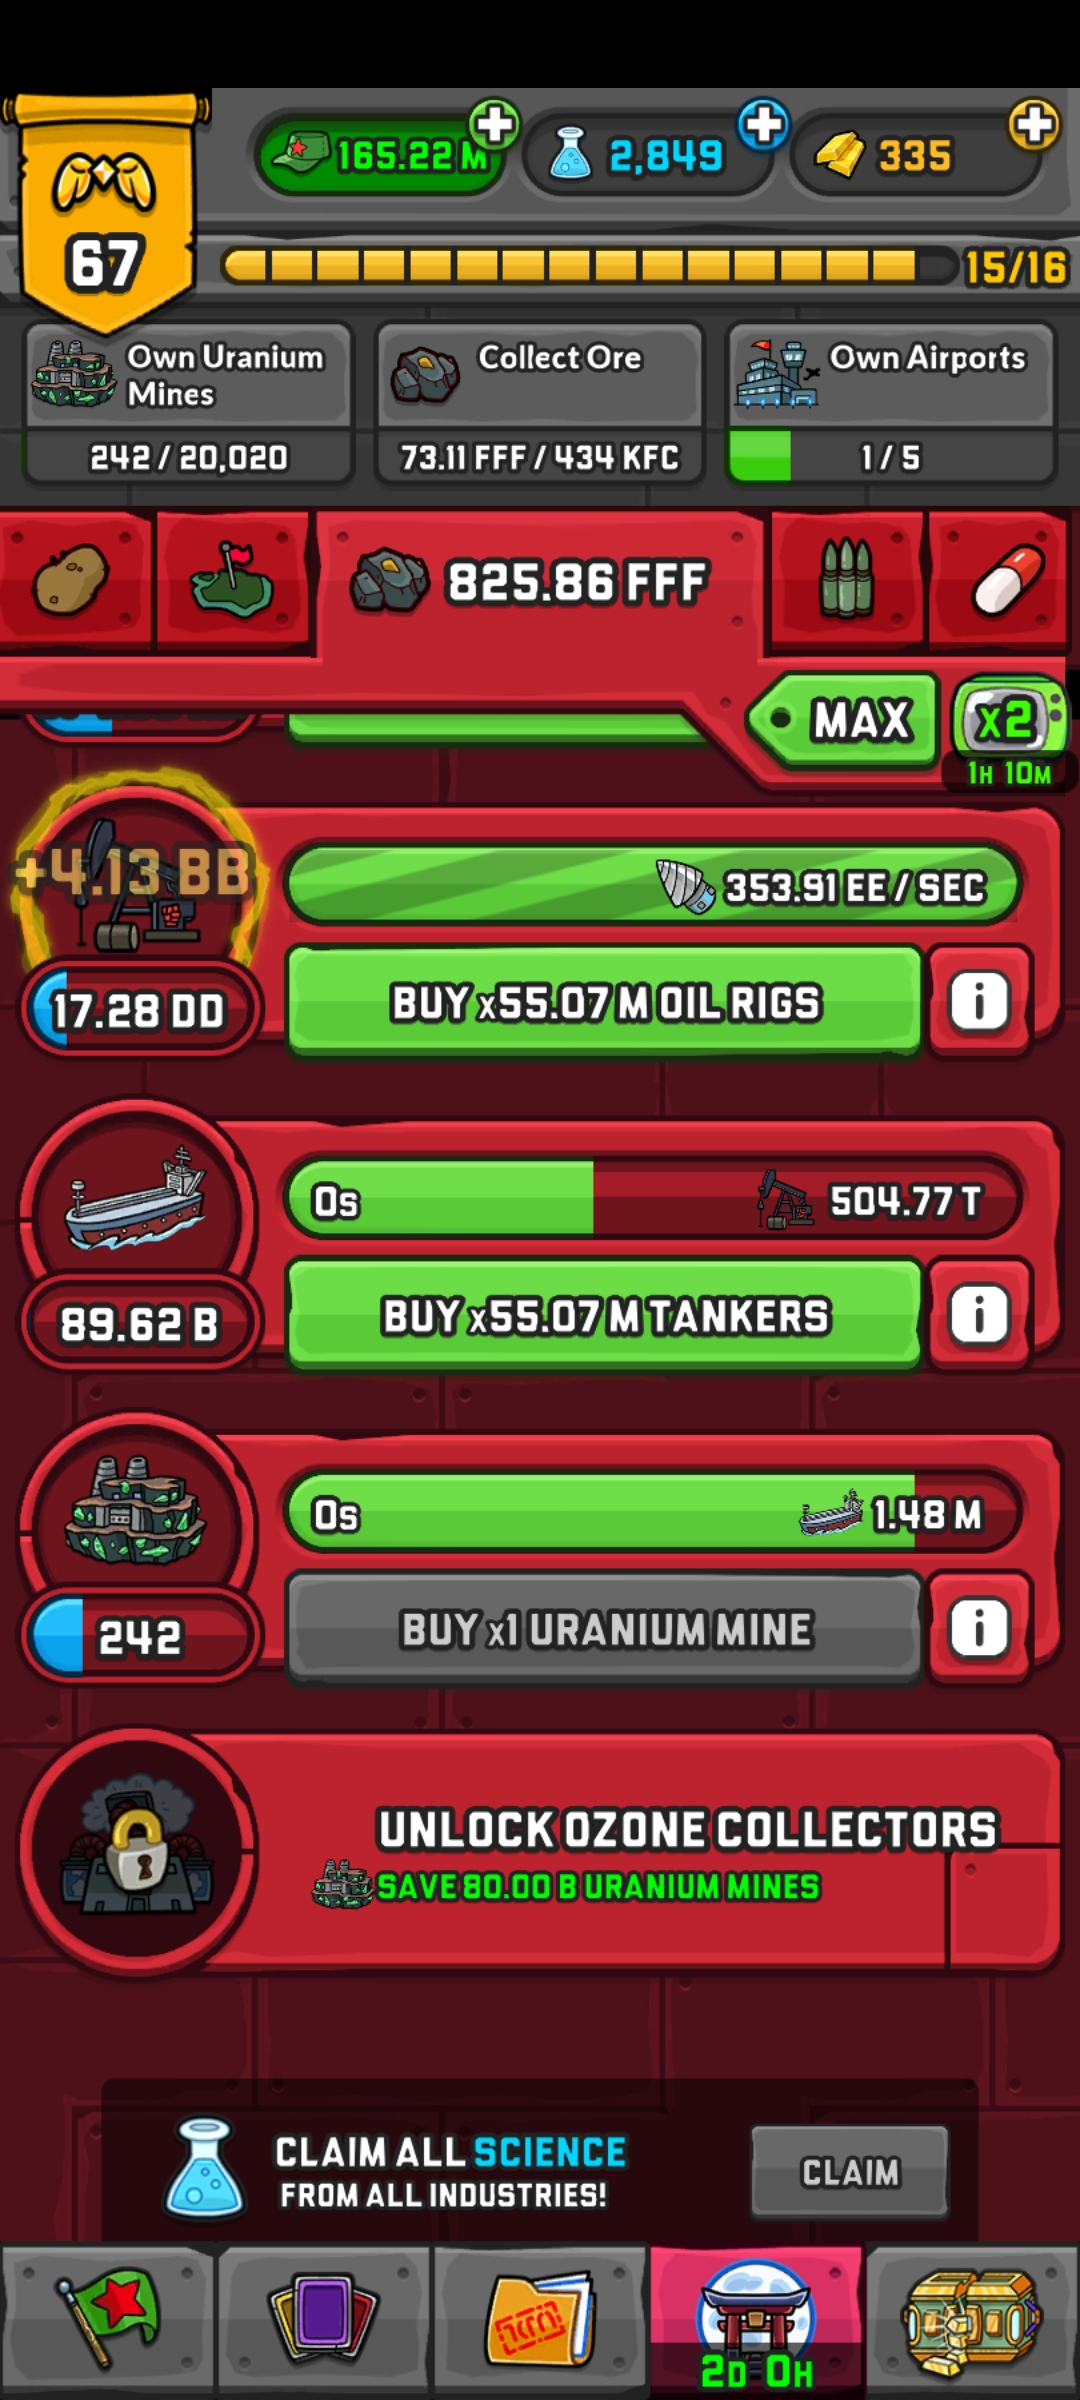 165.22 M
2,849
335
67
15/16
Own Uranium
Mines
242 / 20,020
Collect Ore
73.11 FFF / 434 KFC
Own Airports
1 / 5
825.86 FFF
MAX
x2
1H 10M
+4.13 BB
353.91 EE / SEC
17.28 DD
BUY x55.07 M OIL RIGS
i
0s
504.77 T
89.62 B
BUY x55.07 M TANKERS
i
0s
1.48 M
242
BUY x1 URANIUM MINE
i
UNLOCK OZONE COLLECTORS
SAVE 80.00 B URANIUM MINES
CLAIM ALL SCIENCE
FROM ALL INDUSTRIES!
CLAIM
2D 0H